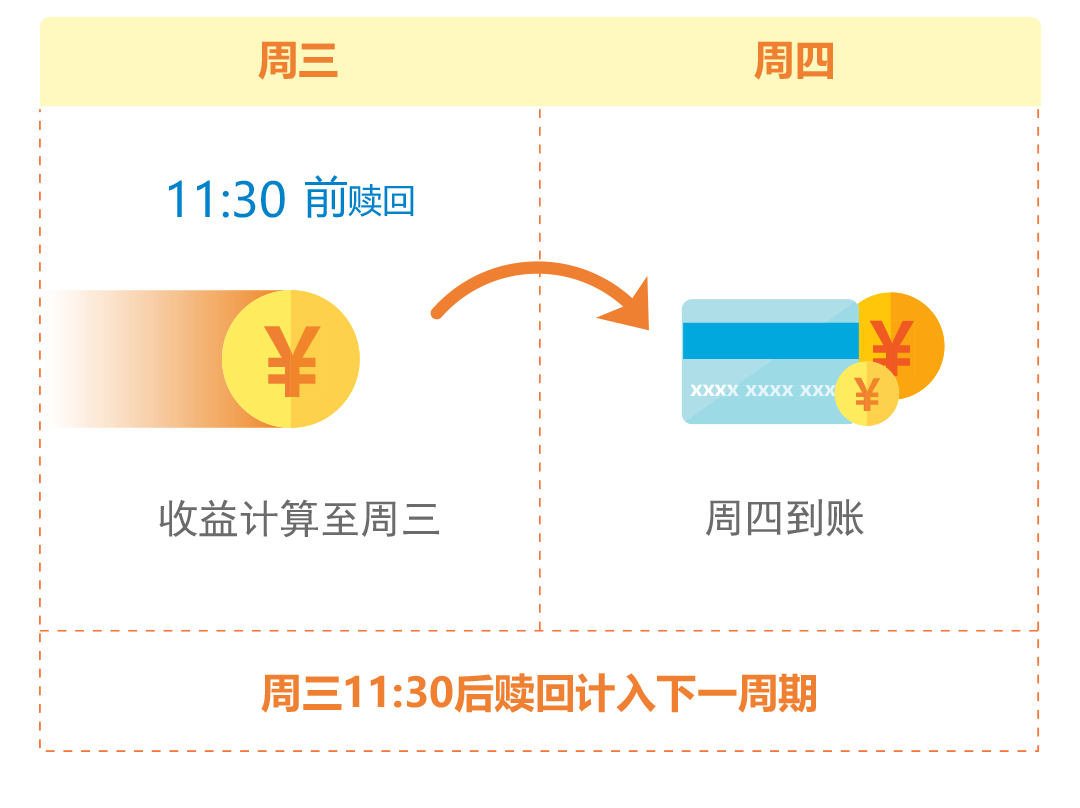 周三
周四
11:30 前赎回
¥
¥
xxxx xxxx xxx
¥
收益计算至周三
周四到账
周三11:30后赎回计入下一周期